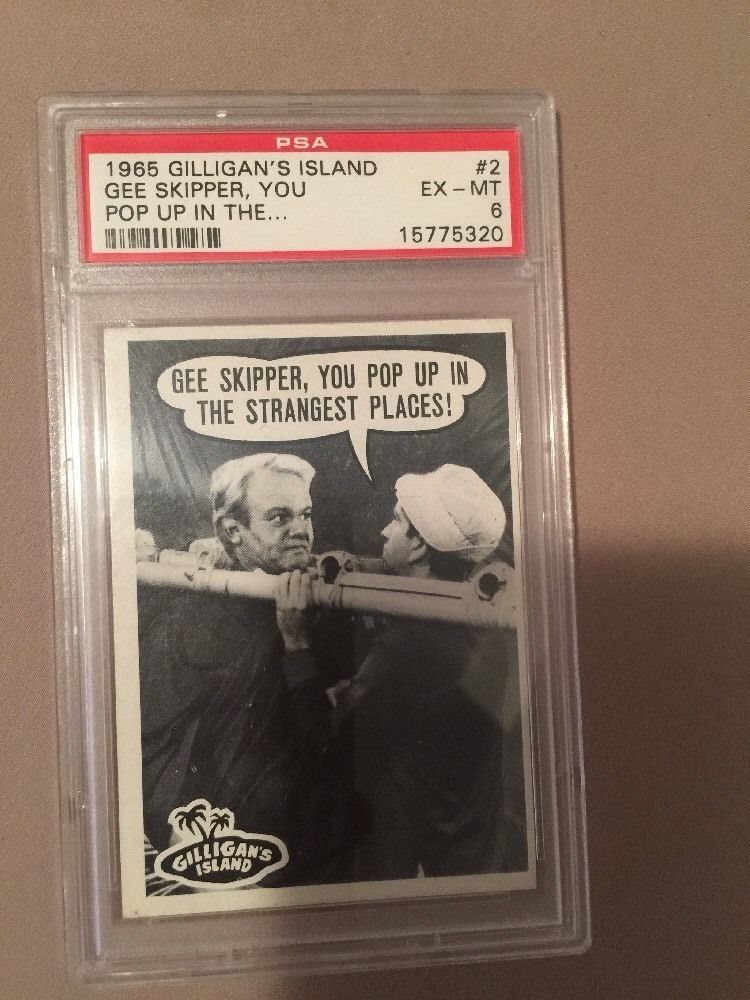 PSA
1965 GILLIGAN'S ISLAND #2
GEE SKIPPER, YOU EX - MT
POP UP IN THE... 6
15775320
GEE SKIPPER, YOU POP UP IN
THE STRANGEST PLACES!
GILLIGAN'S
ISLAND